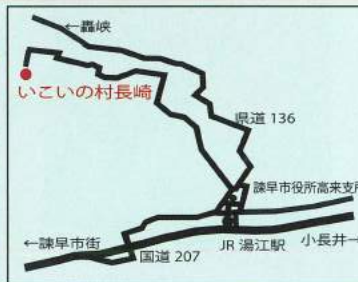 ←轟峡
いこいの村長崎
県道 136
諫早市役所高来支所
←諫早市街
国道 207
JR 湯江駅
小長井→